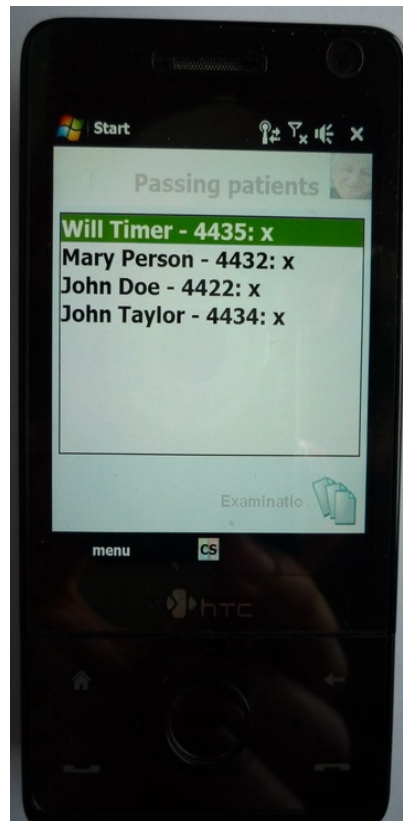 Start
Passing patients
Will Timer - 4435: x
Mary Person - 4432: x
John Doe - 4422: x
John Taylor - 4434: x
Examinatio
menu
cs
hTC